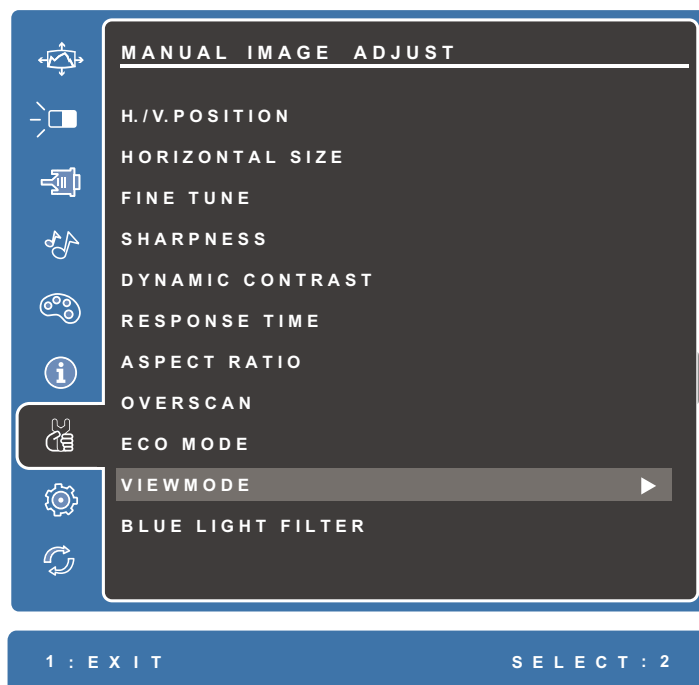 MANUAL IMAGE ADJUST
H./V.POSITION
HORIZONTAL SIZE
FINE TUNE
SHARPNESS
DYNAMIC CONTRAST
RESPONSE TIME
ASPECT RATIO
OVERSCAN
ECO MODE
VIEWMODE
BLUE LIGHT FILTER
1 : EXIT SELECT : 2